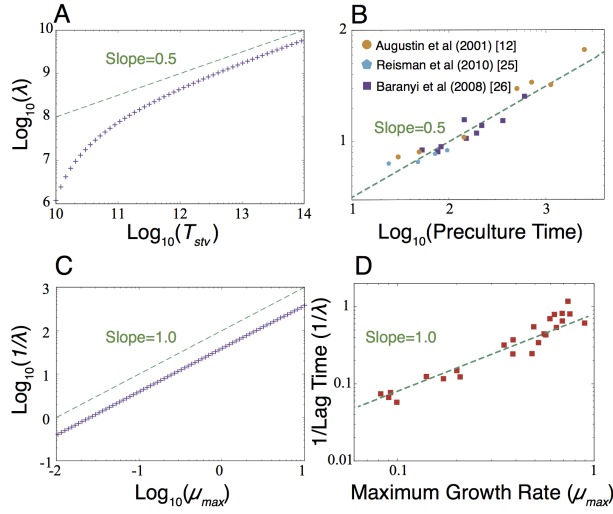 A
Log₁₀(λ)
10
9
8
7
6
Slope=0.5
10
11
12
13
14
Log₁₀(T_stv)
B
2
1
Augustin et al (2001) [12]
Reisman et al (2010) [25]
Baranyi et al (2008) [26]
Slope=0.5
1
2
3
Log₁₀(Preculture Time)
C
Log₁₀(1/λ)
3
2
1
0
-1
Slope=1.0
-2
-1
0
1
Log₁₀(μ_max)
D
1/Lag Time (1/λ)
1
0.1
0.01
Slope=1.0
0.1
1
Maximum Growth Rate (μ_max)